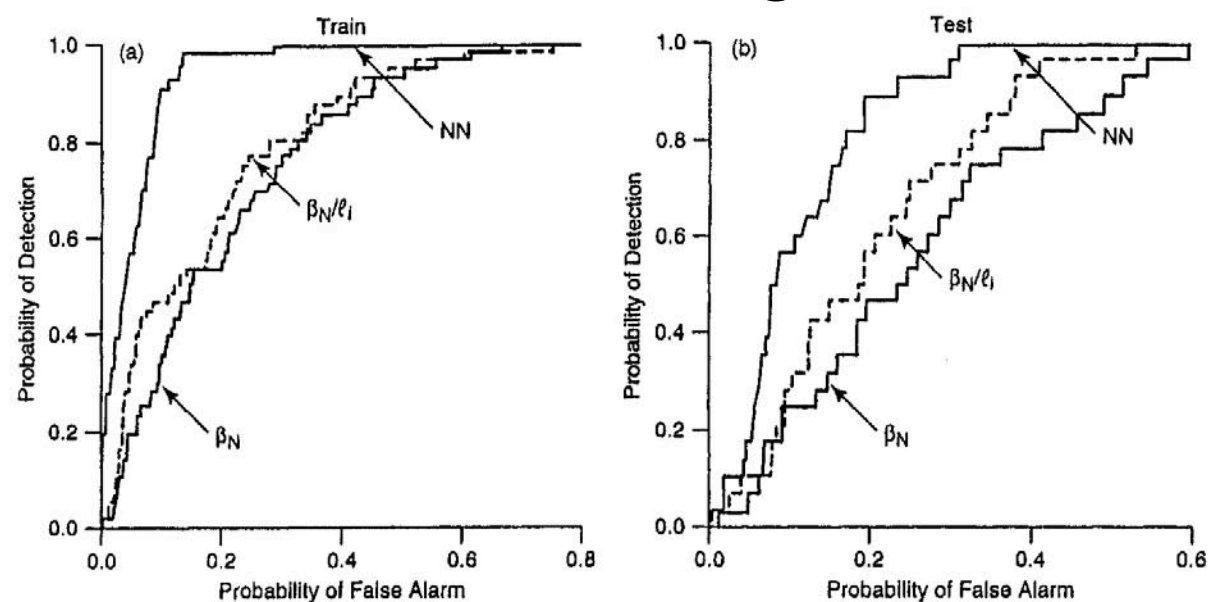 Train
(a)
Probability of Detection
1.0
0.8
0.6
0.4
0.2
0.0
NN
βN/ℓi
βN
0.0 0.2 0.4 0.6 0.8
Probability of False Alarm
Test
(b)
Probability of Detection
1.0
0.8
0.6
0.4
0.2
0.0
NN
βN/ℓi
βN
0.0 0.2 0.4 0.6
Probability of False Alarm